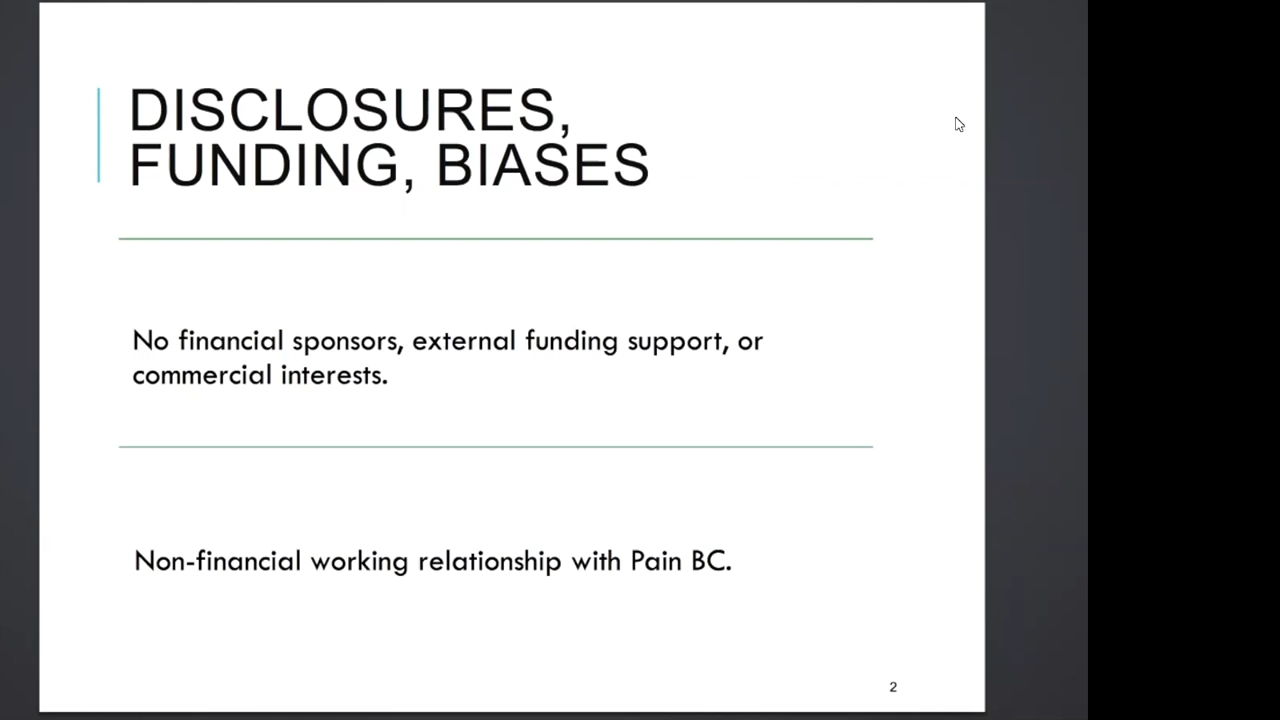 DISCLOSURES,
FUNDING, BIASES
No financial sponsors, external funding support, or
commercial interests.
Non-financial working relationship with Pain BC.
2